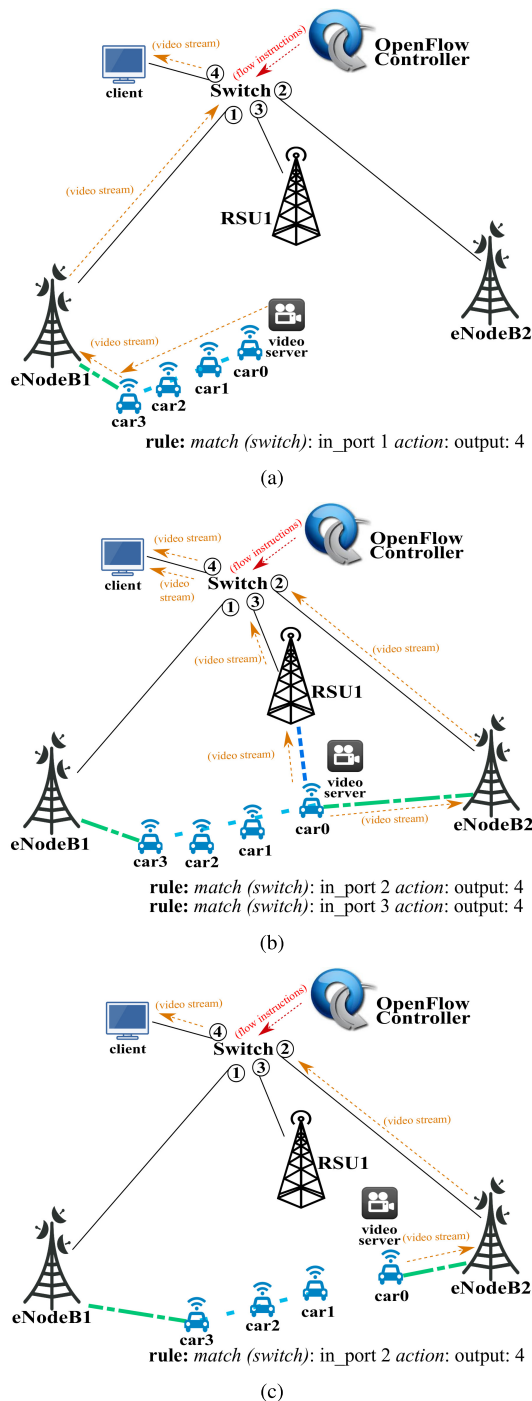 OpenFlow
Controller
(video stream)
(flow instructions)
client
4
Switch
2
1
3
(video stream)
RSU1
eNodeB2
(video stream)
video
server
eNodeB1
car0
car1
car2
car3
rule: match (switch): in_port 1 action: output: 4
(a)
(video stream)
(flow instructions)
OpenFlow
Controller
4
client
(video
stream)
Switch
2
1
3
(video stream)
(video stream)
RSU1
(video stream)
video
server
car0
(video stream)
eNodeB2
eNodeB1
car1
car2
car3
rule: match (switch): in_port 2 action: output: 4
rule: match (switch): in_port 3 action: output: 4
(b)
(video stream)
(flow instructions)
OpenFlow
Controller
4
client
Switch
2
1
3
(video stream)
RSU1
video
server
(video stream)
eNodeB2
car0
eNodeB1
car1
car2
car3
rule: match (switch): in_port 2 action: output: 4
(c)